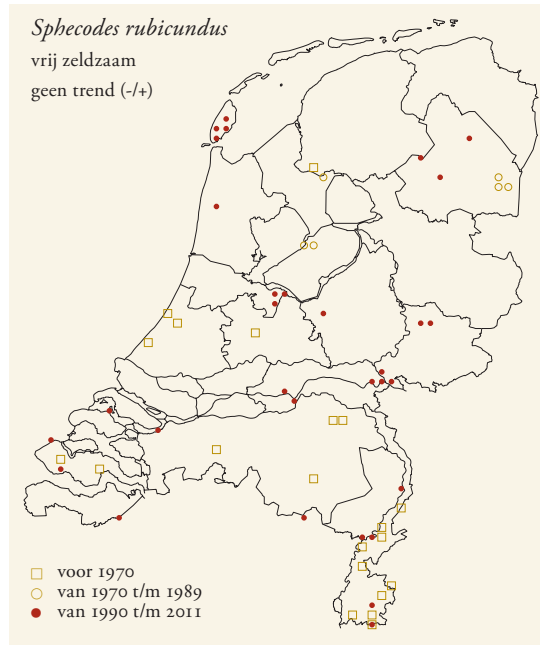 Sphecodes rubicundus
vrij zeldzaam
geen trend (-/+)
voor 1970
van 1970 t/m 1989
van 1990 t/m 2011